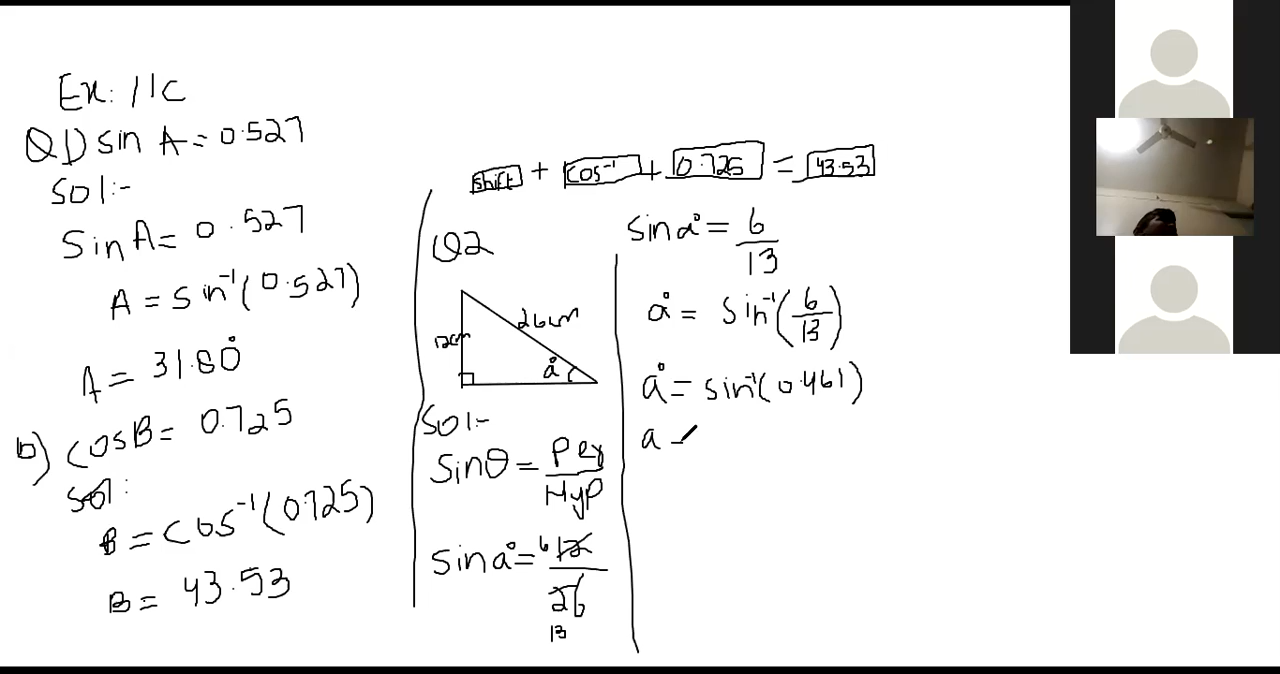 Ex: 11C
Q1) sin A = 0.527
Sol:-
Sin A = 0.527
A = sin⁻¹(0.527)
A = 31.80°
b) cos B = 0.725
Sol:
B = cos⁻¹(0.725)
B = 43.53
shift + cos⁻¹ + 0.725 = 43.53
Q2
12cm
26cm
a°
Sol:-
Sinθ = Per/Hyp
Sin a° = 6 12/26 13
Sin a° = 6/13
a° = sin⁻¹(6/13)
a° = sin⁻¹(0.461)
a =